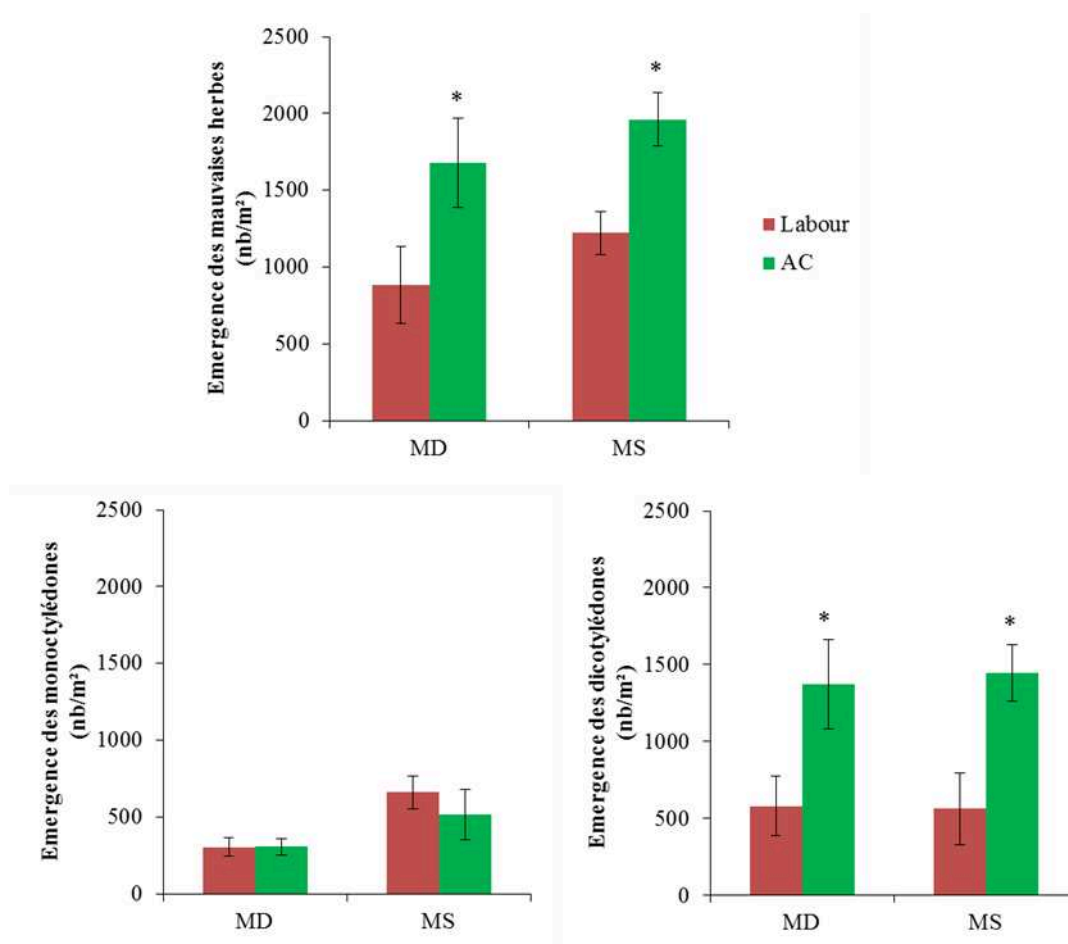 Emergence des mauvaises herbes
(nb/m²)
2500
2000
1500
1000
500
0
*
*
MD
MS
Labour
AC
Emergence des monoctylédones
(nb/m²)
2500
2000
1500
1000
500
0
MD
MS
Emergence des dicotylédones
(nb/m²)
2500
2000
1500
1000
500
0
*
*
MD
MS